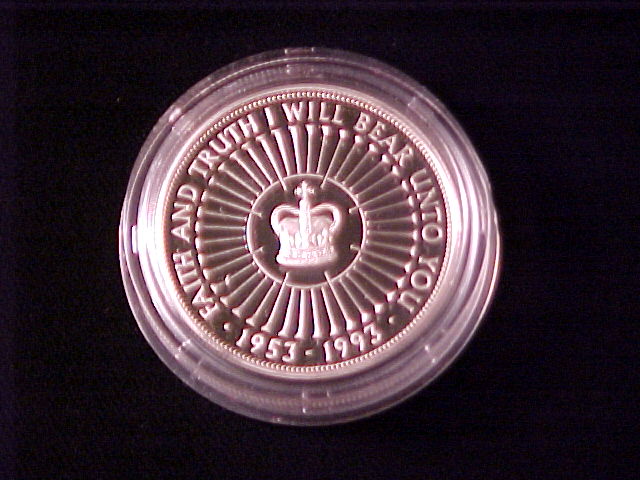 FAITH AND TRUTH I WILL BEAR UNTO YOU
· 1953 · 1993 ·